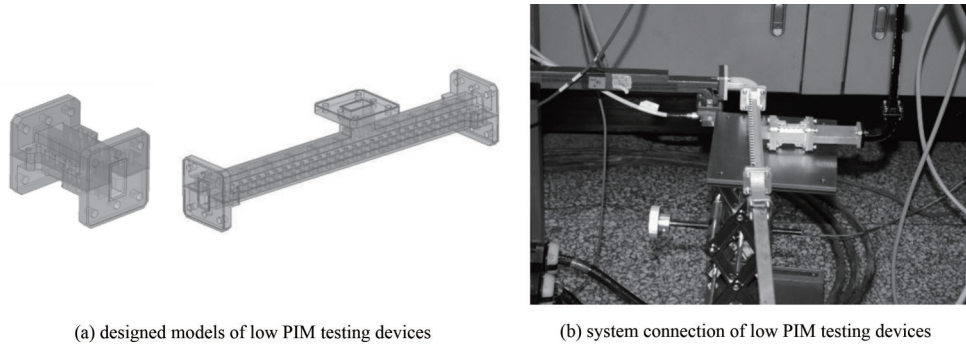 (a) designed models of low PIM testing devices
(b) system connection of low PIM testing devices